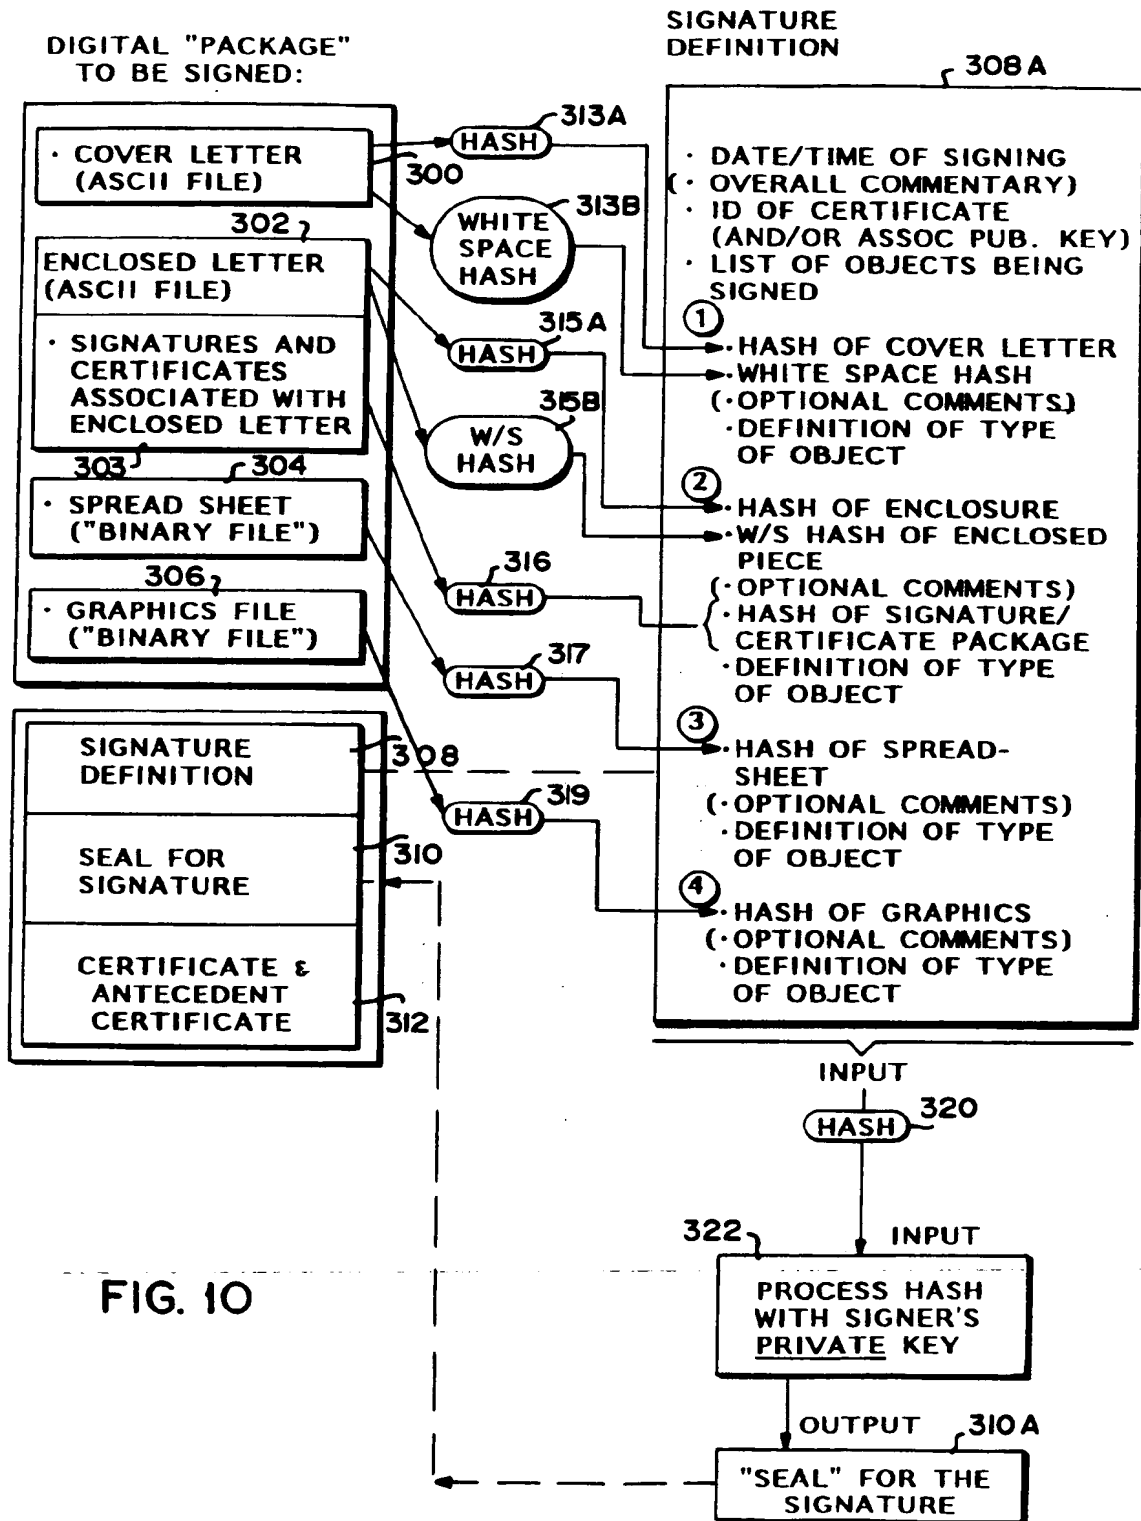 DIGITAL "PACKAGE"
TO BE SIGNED:
· COVER LETTER
(ASCII FILE)
300
302
ENCLOSED LETTER
(ASCII FILE)
· SIGNATURES AND
CERTIFICATES
ASSOCIATED WITH
ENCLOSED LETTER
303
304
· SPREAD SHEET
("BINARY FILE")
306
· GRAPHICS FILE
("BINARY FILE")
SIGNATURE
DEFINITION
308
SEAL FOR
SIGNATURE
310
CERTIFICATE &
ANTECEDENT
CERTIFICATE
312
HASH
313A
WHITE
SPACE
HASH
313B
HASH
315A
W/S
HASH
315B
HASH
316
HASH
317
HASH
319
SIGNATURE
DEFINITION
308A
· DATE/TIME OF SIGNING
(· OVERALL COMMENTARY)
· ID OF CERTIFICATE
(AND/OR ASSOC PUB. KEY)
· LIST OF OBJECTS BEING
SIGNED
1
· HASH OF COVER LETTER
· WHITE SPACE HASH
(· OPTIONAL COMMENTS)
· DEFINITION OF TYPE
OF OBJECT
2
· HASH OF ENCLOSURE
· W/S HASH OF ENCLOSED
PIECE
(· OPTIONAL COMMENTS)
· HASH OF SIGNATURE/
CERTIFICATE PACKAGE
· DEFINITION OF TYPE
OF OBJECT
3
· HASH OF SPREAD-
SHEET
(· OPTIONAL COMMENTS)
· DEFINITION OF TYPE
OF OBJECT
4
· HASH OF GRAPHICS
(· OPTIONAL COMMENTS)
· DEFINITION OF TYPE
OF OBJECT
INPUT
HASH
320
INPUT
322
PROCESS HASH
WITH SIGNER'S
PRIVATE KEY
OUTPUT
310A
"SEAL" FOR THE
SIGNATURE
FIG. 10